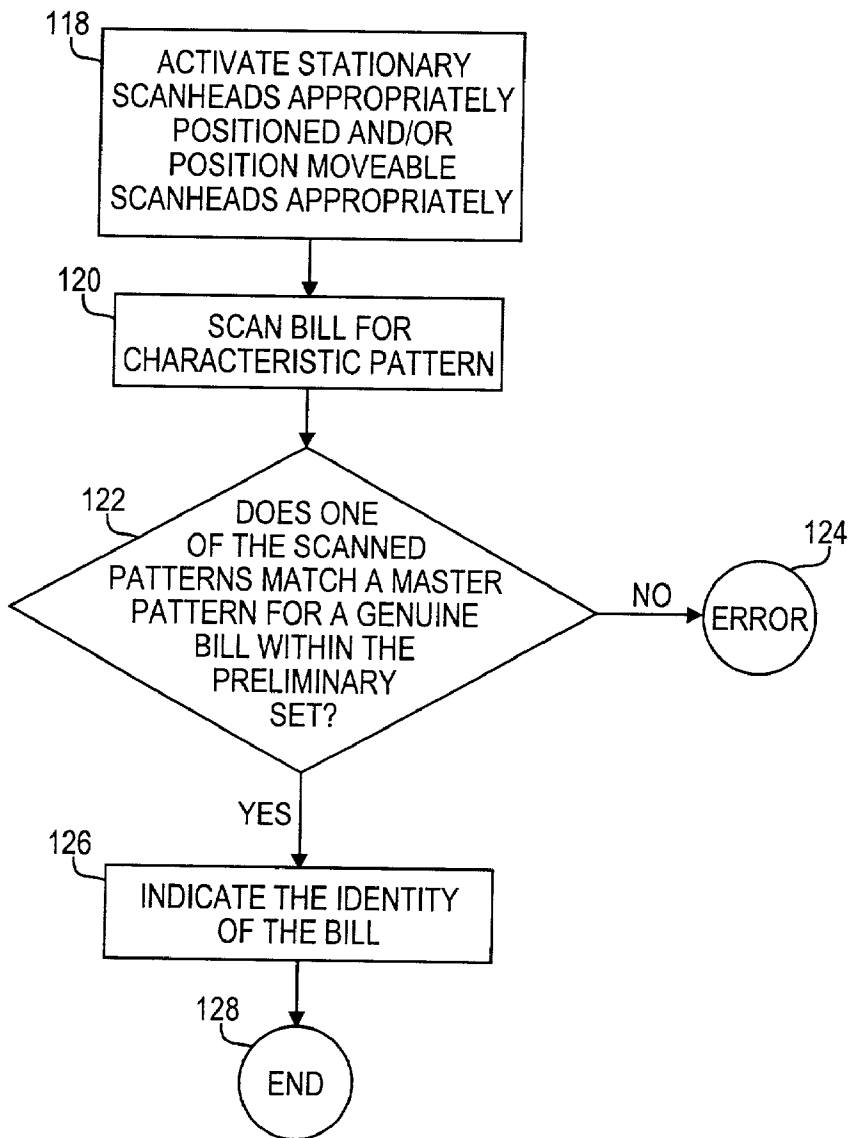 118
ACTIVATE STATIONARY
SCANHEADS APPROPRIATELY
POSITIONED AND/OR
POSITION MOVEABLE
SCANHEADS APPROPRIATELY
120
SCAN BILL FOR
CHARACTERISTIC PATTERN
122
DOES ONE
OF THE SCANNED
PATTERNS MATCH A MASTER
PATTERN FOR A GENUINE
BILL WITHIN THE
PRELIMINARY
SET?
NO
124
ERROR
YES
126
INDICATE THE IDENTITY
OF THE BILL
128
END